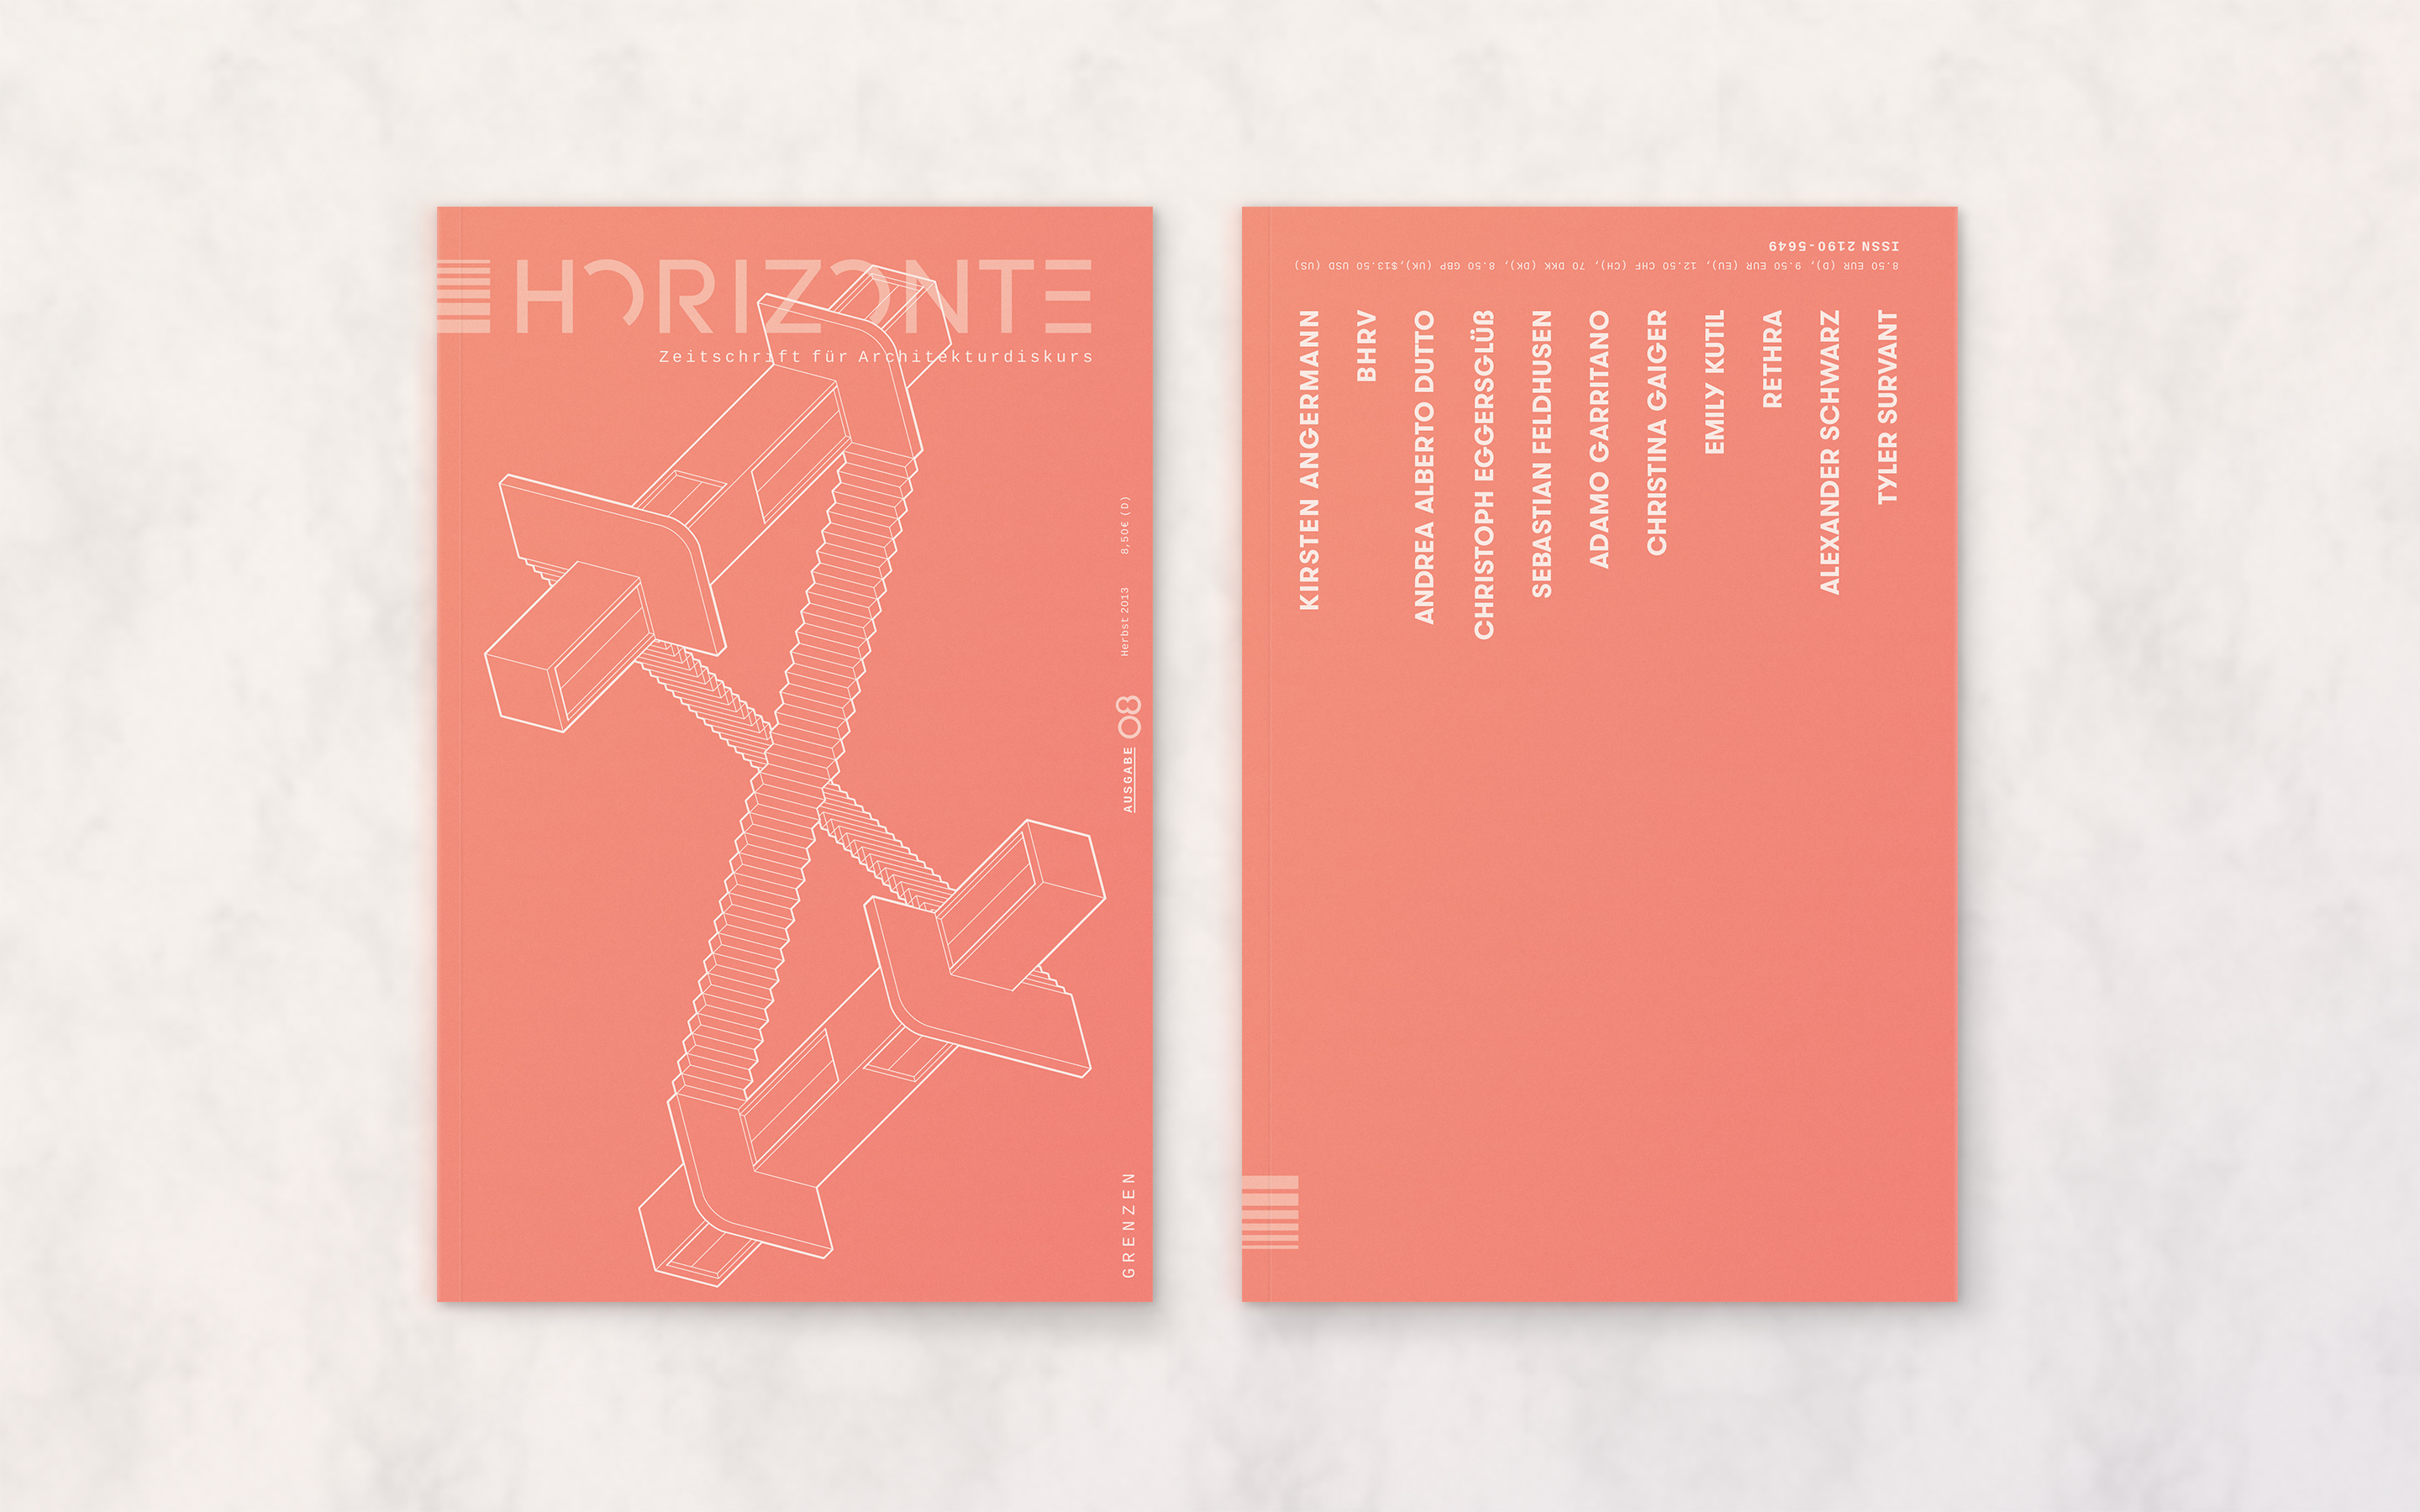 HORIZONTE
Zeitschrift für Architekturdiskurs
8,50€ (D)
Herbst 2013
AUSGABE 08
GRENZEN
ISSN 2190-5649
8.50 EUR (D), 9.50 EUR (EU), 12.50 CHF (CH), 70 DKK (DK), 8.50 GBP (UK),$13.50 USD (US)
KIRSTEN ANGERMANN
BHRV
ANDREA ALBERTO DUTTO
CHRISTOPH EGGERSGLÜß
SEBASTIAN FELDHUSEN
ADAMO GARRITANO
CHRISTINA GAIGER
EMILY KUTIL
RETHRA
ALEXANDER SCHWARZ
TYLER SURVANT